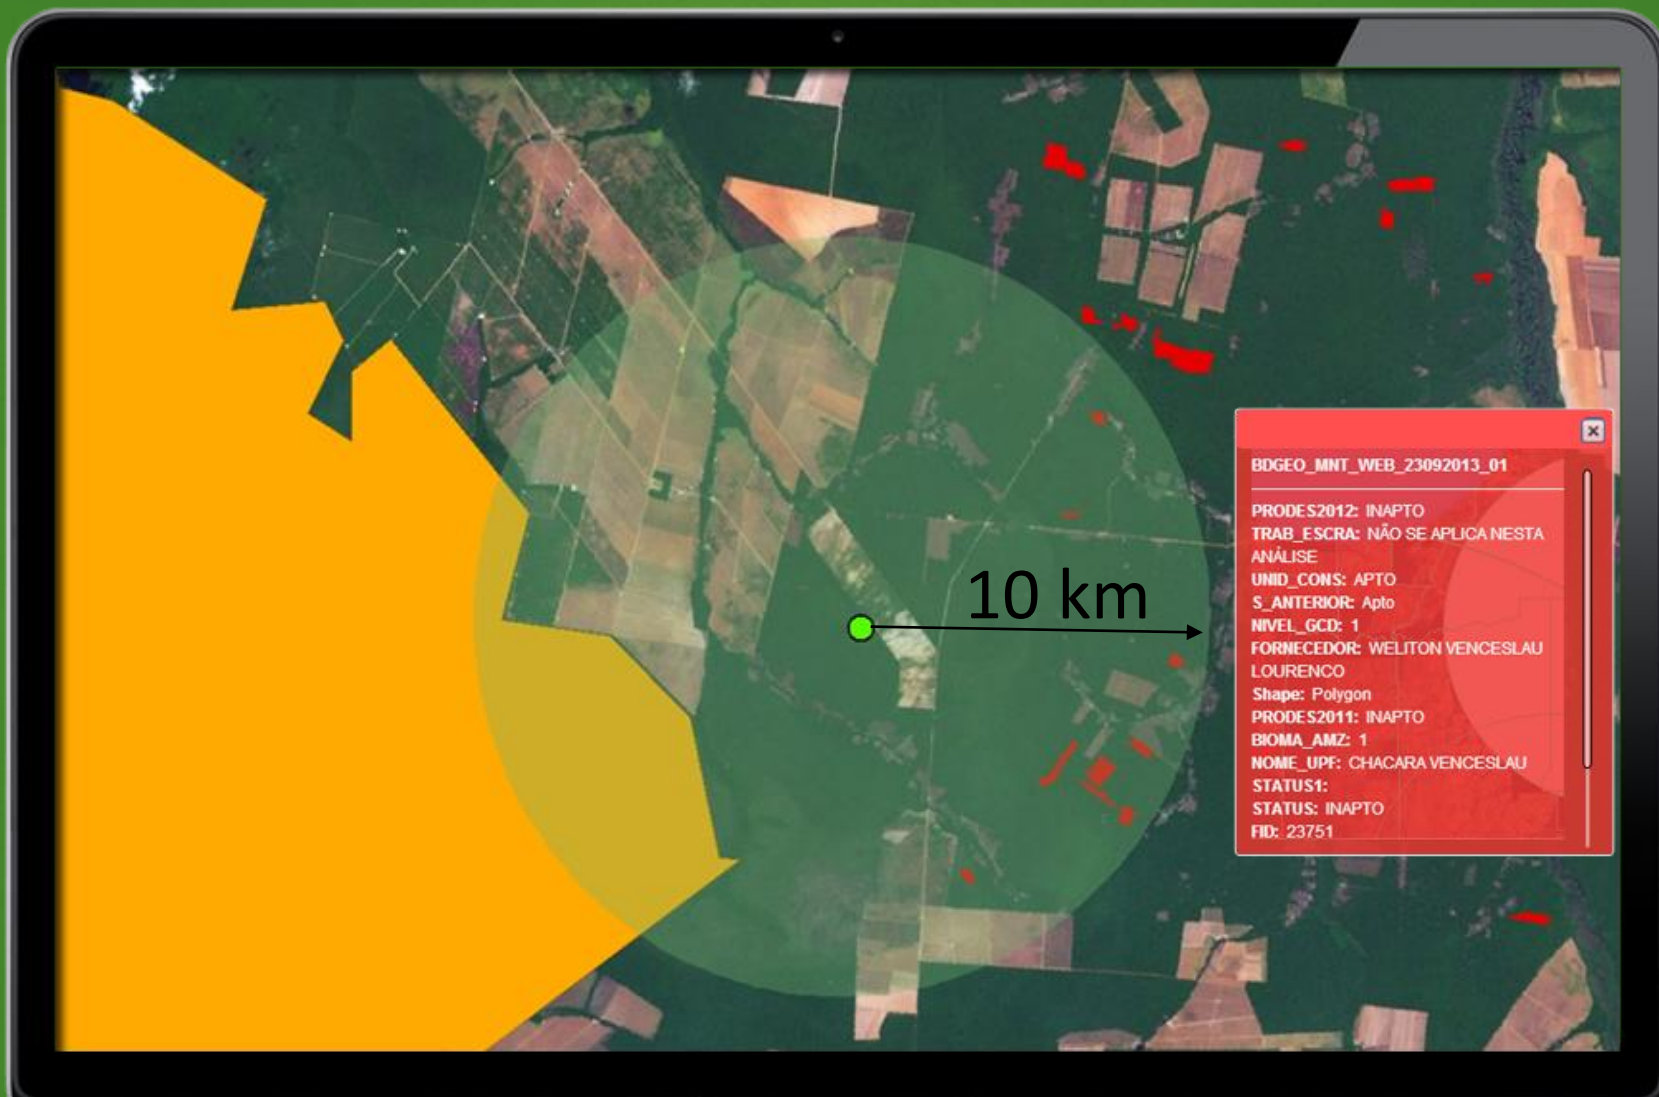 10 km
BDGEO_MNT_WEB_23092013_01
PRODES2012: INAPTO
TRAB_ESCRA: NÃO SE APLICA NESTA
ANÁLISE
UNID_CONS: APTO
S_ANTERIOR: Apto
NIVEL_GCD: 1
FORNECEDOR: WELITON VENCESLAU
LOURENCO
Shape: Polygon
PRODES2011: INAPTO
BIOMA_AMZ: 1
NOME_UPF: CHACARA VENCESLAU
STATUS1:
STATUS: INAPTO
FID: 23751